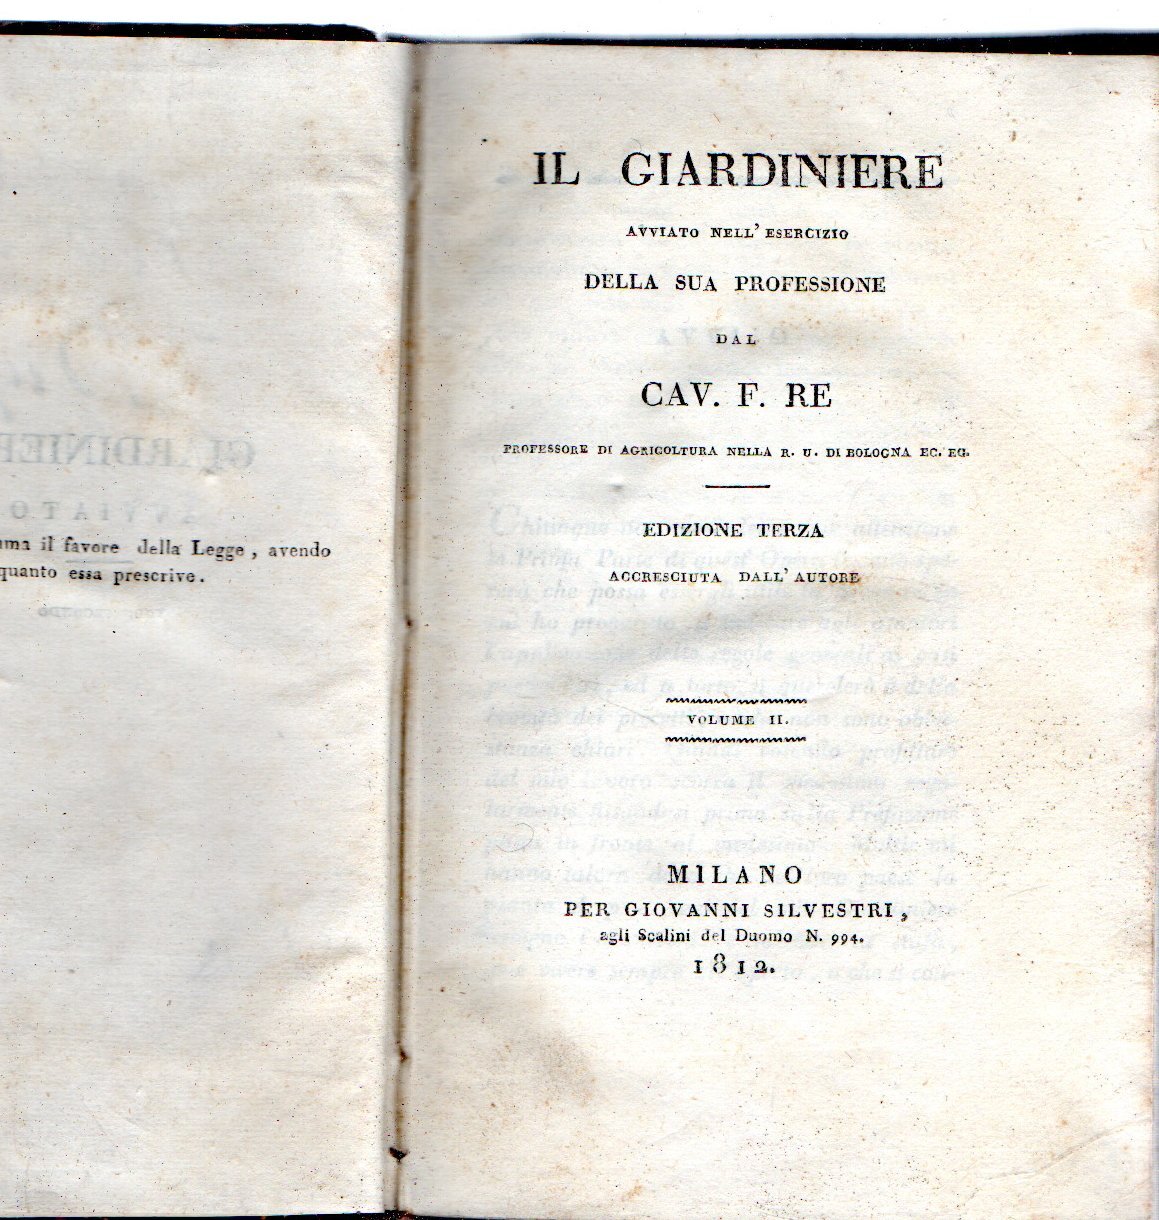 il favore della Legge, avendo
quanto essa prescrive.
IL GIARDINIERE
AVVIATO NELL' ESERCIZIO
DELLA SUA PROFESSIONE
DAL
CAV. F. RE
PROFESSORE DI AGRICOLTURA NELLA R. U. DI BOLOGNA EC. EC.
EDIZIONE TERZA
ACCRESCIUTA DALL' AUTORE
VOLUME II.
MILANO
PER GIOVANNI SILVESTRI,
agli Scalini del Duomo N. 994.
1812.